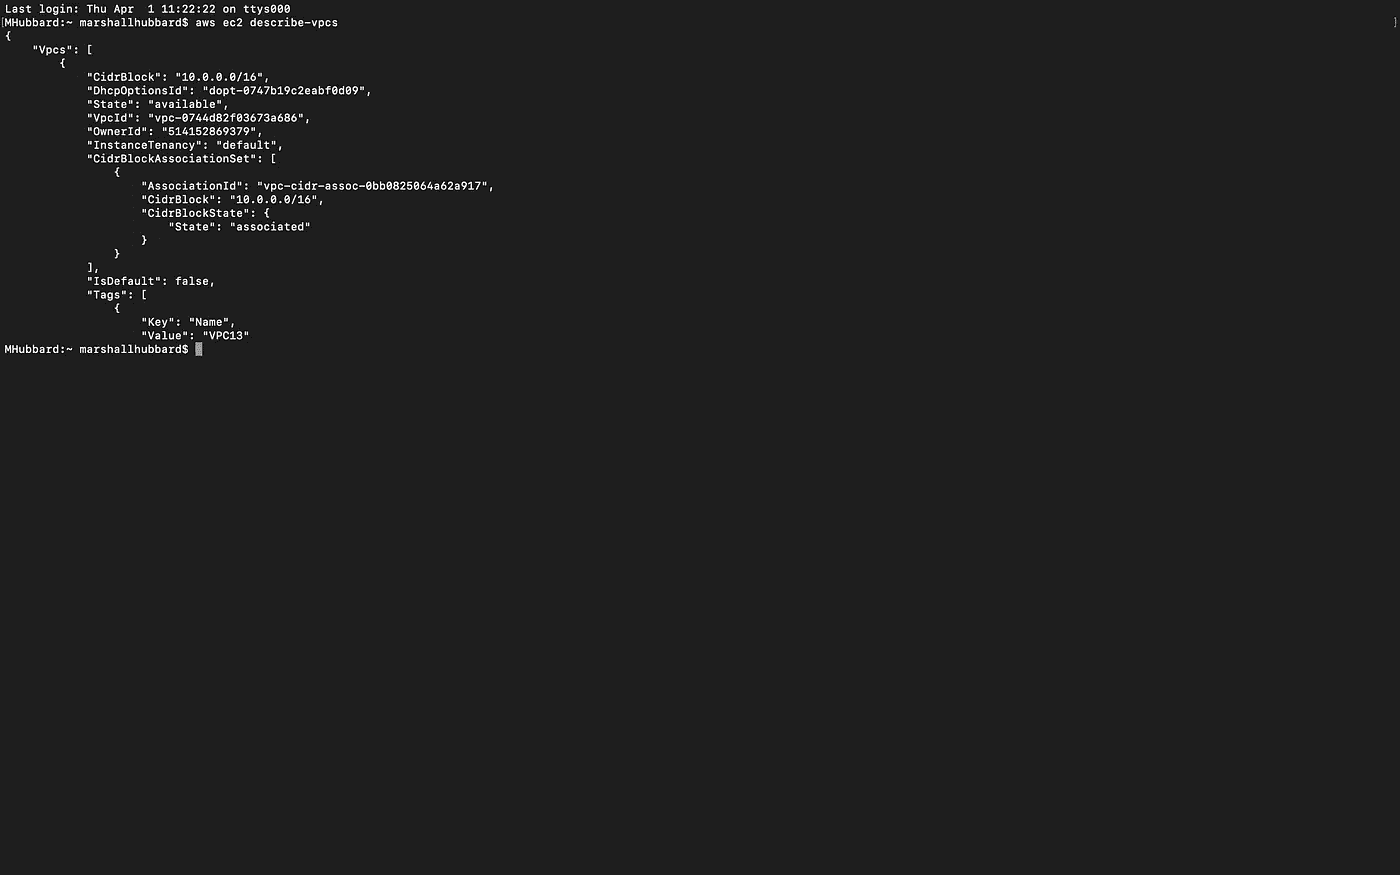 Last login: Thu Apr  1 11:22:22 on ttys000
[MHubbard:~ marshallhubbard$ aws ec2 describe-vpcs ]
{
    "Vpcs": [
        {
            "CidrBlock": "10.0.0.0/16",
            "DhcpOptionsId": "dopt-0747b19c2eabf0d09",
            "State": "available",
            "VpcId": "vpc-0744d82f03673a686",
            "OwnerId": "514152869379",
            "InstanceTenancy": "default",
            "CidrBlockAssociationSet": [
                {
                    "AssociationId": "vpc-cidr-assoc-0bb0825064a62a917",
                    "CidrBlock": "10.0.0.0/16",
                    "CidrBlockState": {
                        "State": "associated"
                    }
                }
            ],
            "IsDefault": false,
            "Tags": [
                {
                    "Key": "Name",
                    "Value": "VPC13"
MHubbard:~ marshallhubbard$